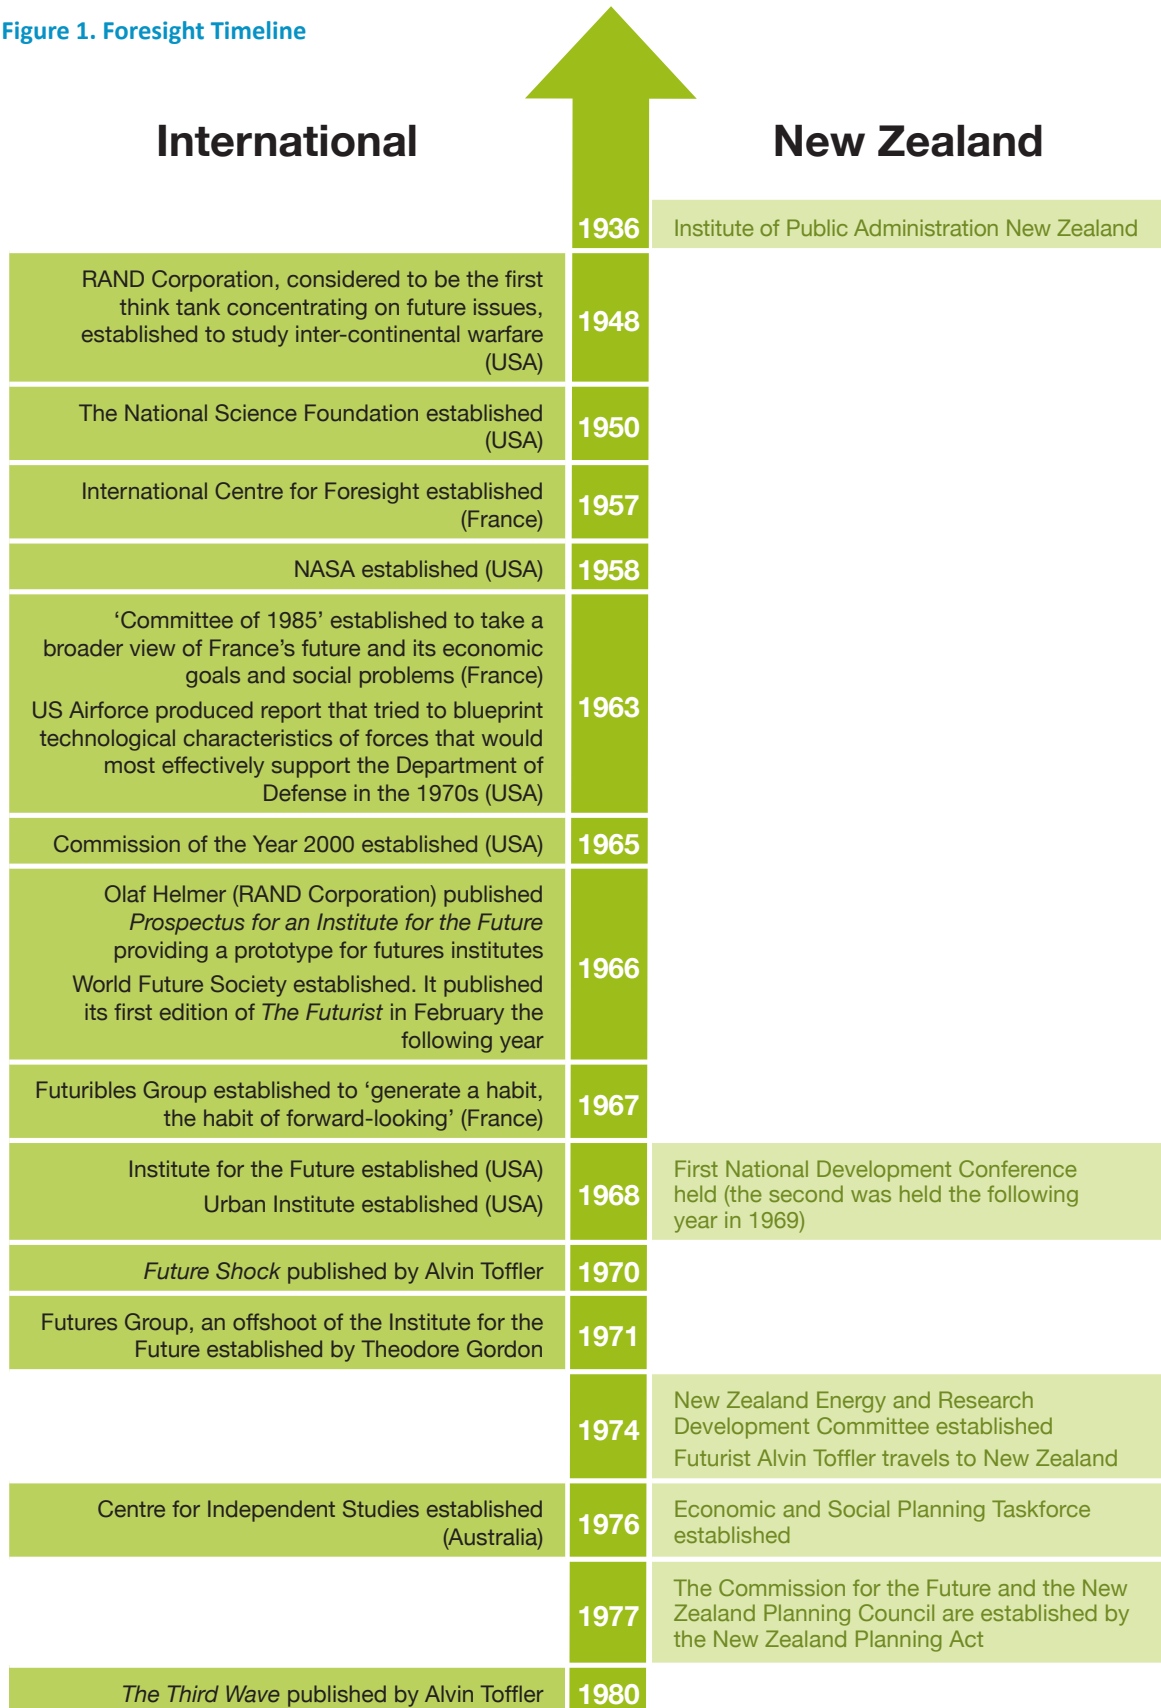 Figure 1. Foresight Timeline
International
New Zealand
1936
Institute of Public Administration New Zealand
RAND Corporation, considered to be the first
think tank concentrating on future issues,
established to study inter-continental warfare
(USA)
1948
The National Science Foundation established
(USA)
1950
International Centre for Foresight established
(France)
1957
NASA established (USA)
1958
‘Committee of 1985’ established to take a
broader view of France’s future and its economic
goals and social problems (France)
US Airforce produced report that tried to blueprint
technological characteristics of forces that would
most effectively support the Department of
Defense in the 1970s (USA)
1963
Commission of the Year 2000 established (USA)
1965
Olaf Helmer (RAND Corporation) published
Prospectus for an Institute for the Future
providing a prototype for futures institutes
World Future Society established. It published
its first edition of The Futurist in February the
following year
1966
Futuribles Group established to ‘generate a habit,
the habit of forward-looking’ (France)
1967
Institute for the Future established (USA)
Urban Institute established (USA)
1968
First National Development Conference
held (the second was held the following
year in 1969)
Future Shock published by Alvin Toffler
1970
Futures Group, an offshoot of the Institute for the
Future established by Theodore Gordon
1971
1974
New Zealand Energy and Research
Development Committee established
Futurist Alvin Toffler travels to New Zealand
Centre for Independent Studies established
(Australia)
1976
Economic and Social Planning Taskforce
established
1977
The Commission for the Future and the New
Zealand Planning Council are established by
the New Zealand Planning Act
The Third Wave published by Alvin Toffler
1980